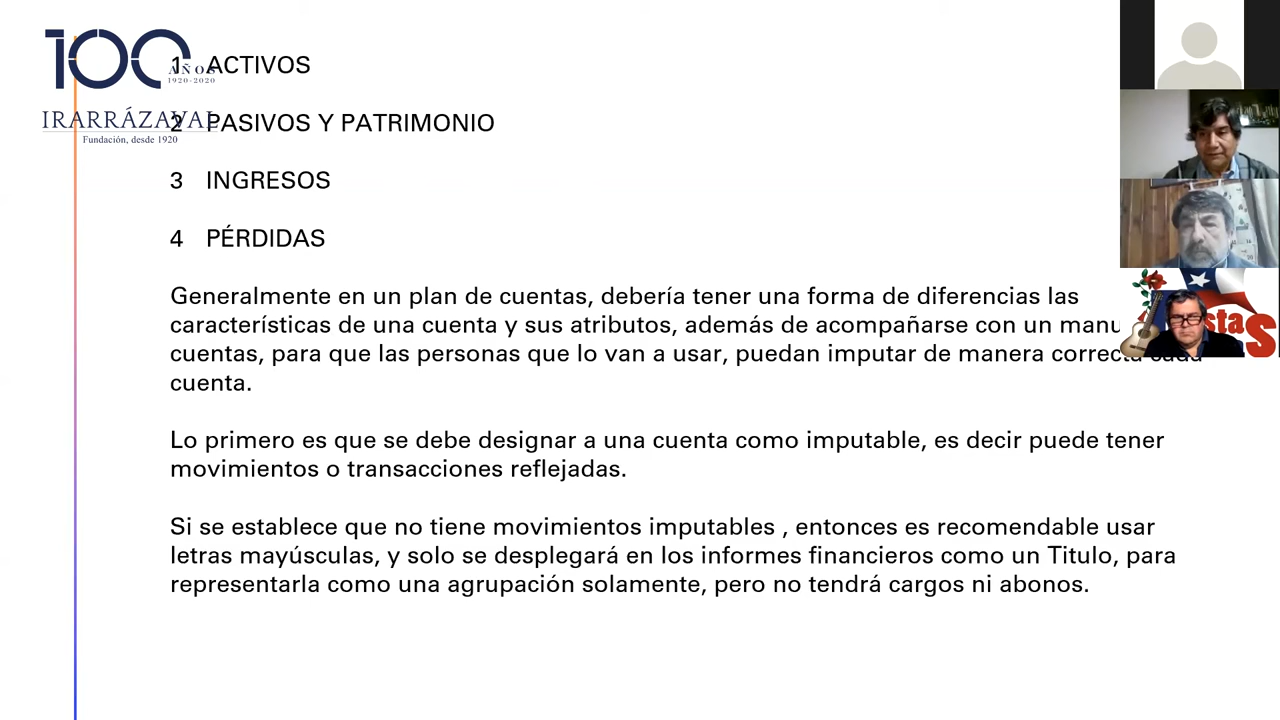 100
AÑOS
1920-2020
IRARRÁZAVAL
Fundación, desde 1920
1 ACTIVOS
2 PASIVOS Y PATRIMONIO
3 INGRESOS
4 PÉRDIDAS
Generalmente en un plan de cuentas, debería tener una forma de diferencias las
características de una cuenta y sus atributos, además de acompañarse con un
cuentas, para que las personas que lo van a usar, puedan imputar de manera correcta cada
cuenta.
Lo primero es que se debe designar a una cuenta como imputable, es decir puede tener
movimientos o transacciones reflejadas.
Si se establece que no tiene movimientos imputables , entonces es recomendable usar
letras mayúsculas, y solo se desplegará en los informes financieros como un Titulo, para
representarla como una agrupación solamente, pero no tendrá cargos ni abonos.